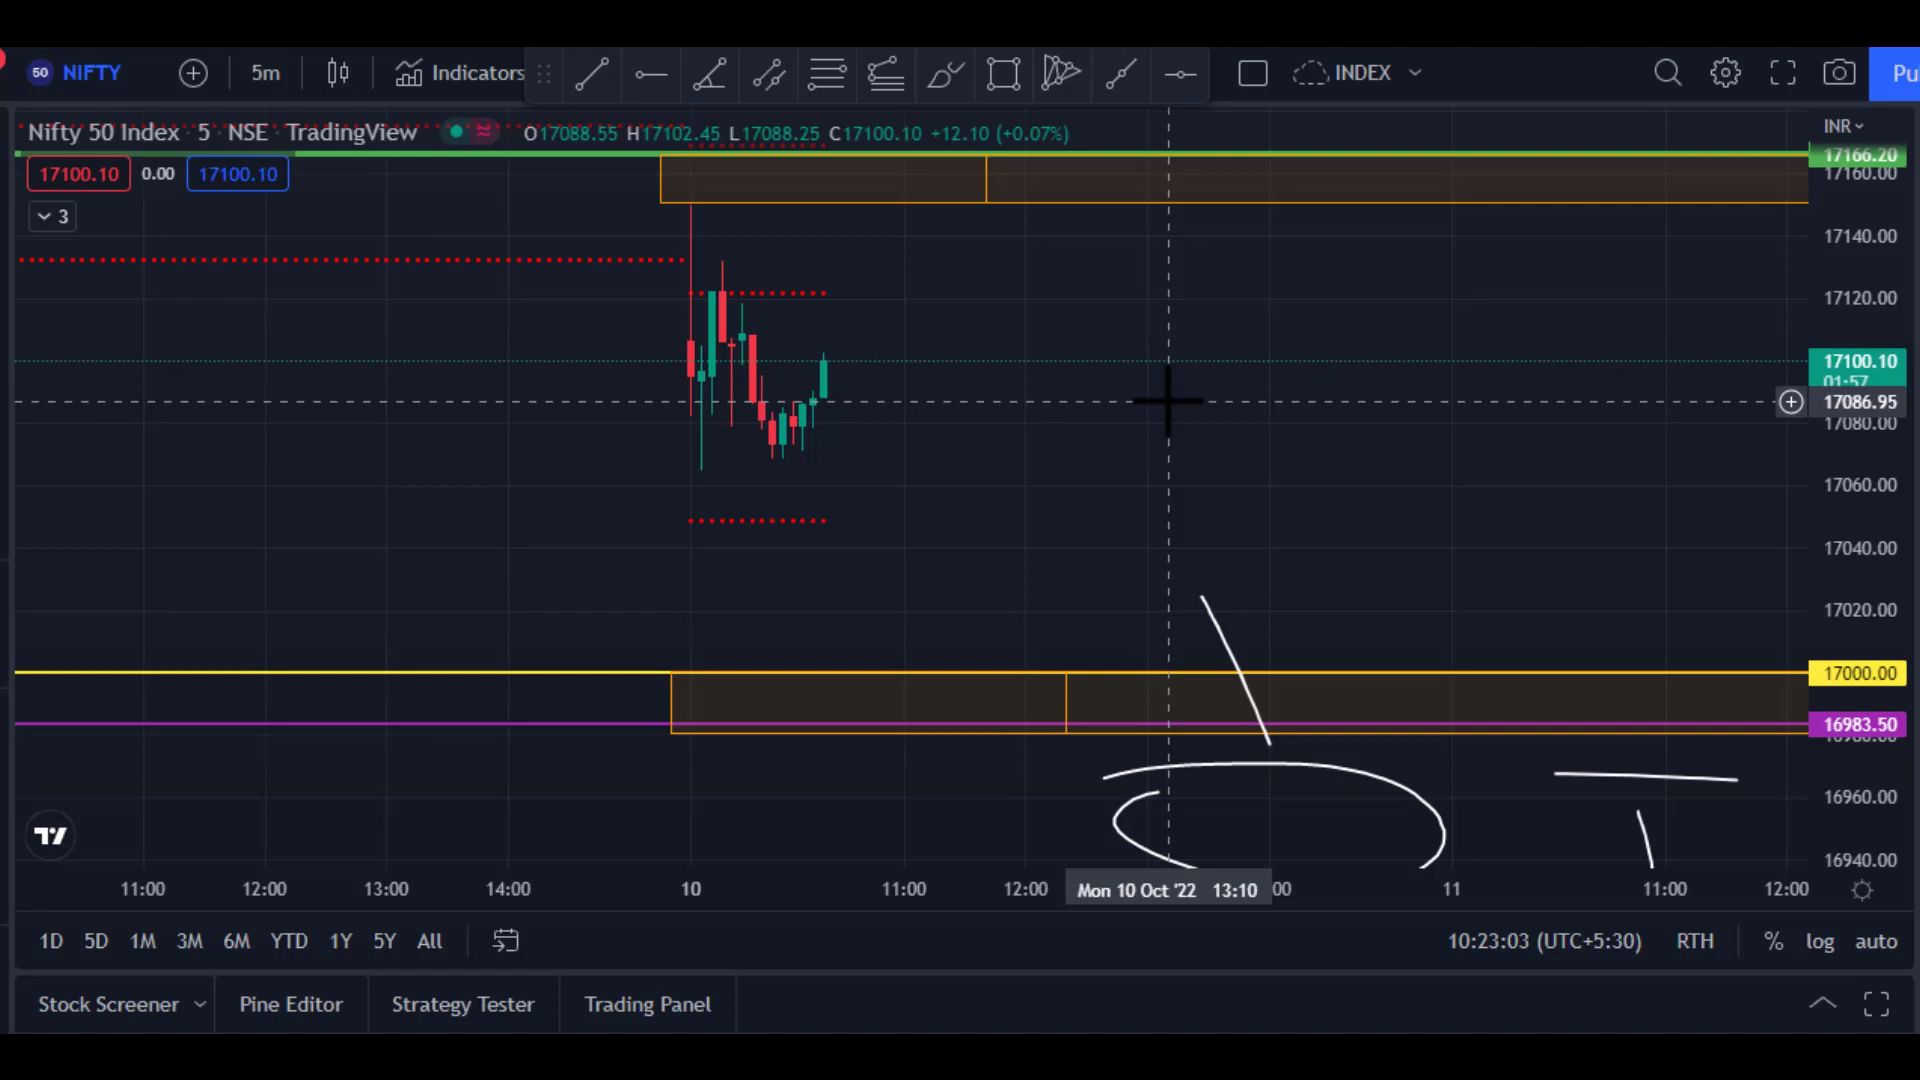 50 NIFTY 5m Indicators INDEX Pu
Nifty 50 Index · 5 · NSE · TradingView O17088.55 H17102.45 L17088.25 C17100.10 +12.10 (+0.07%) INR
17166.20
17100.10 0.00 17100.10 17160.00
3
17140.00
17120.00
17100.10
01:57
17086.95
17080.00
17060.00
17040.00
17020.00
17000.00
16983.50
16980.00
16960.00
16940.00
11:00 12:00 13:00 14:00 10 11:00 12:00 Mon 10 Oct '22 13:10 00 11 11:00 12:00
1D 5D 1M 3M 6M YTD 1Y 5Y All 10:23:03 (UTC+5:30) RTH % log auto
Stock Screener Pine Editor Strategy Tester Trading Panel